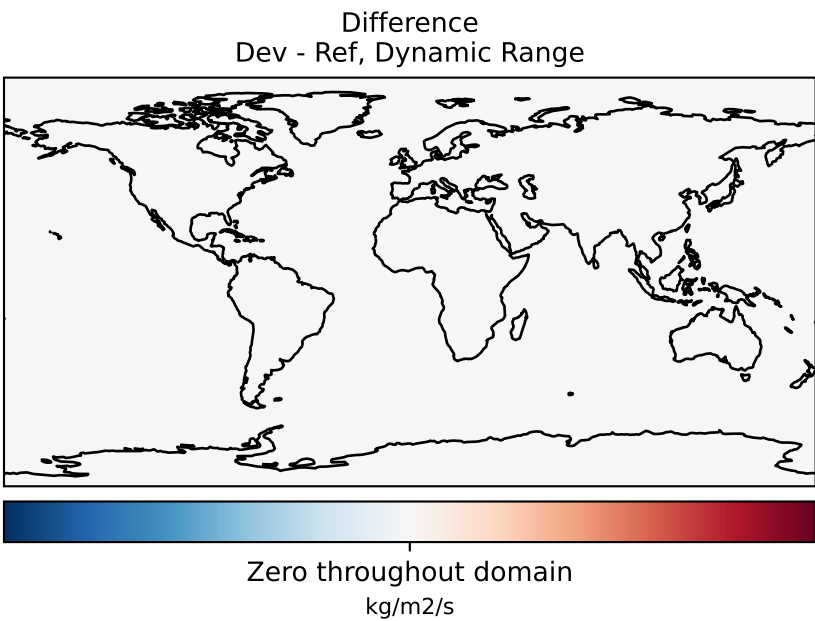 Difference
Dev - Ref, Dynamic Range
Zero throughout domain
kg/m2/s